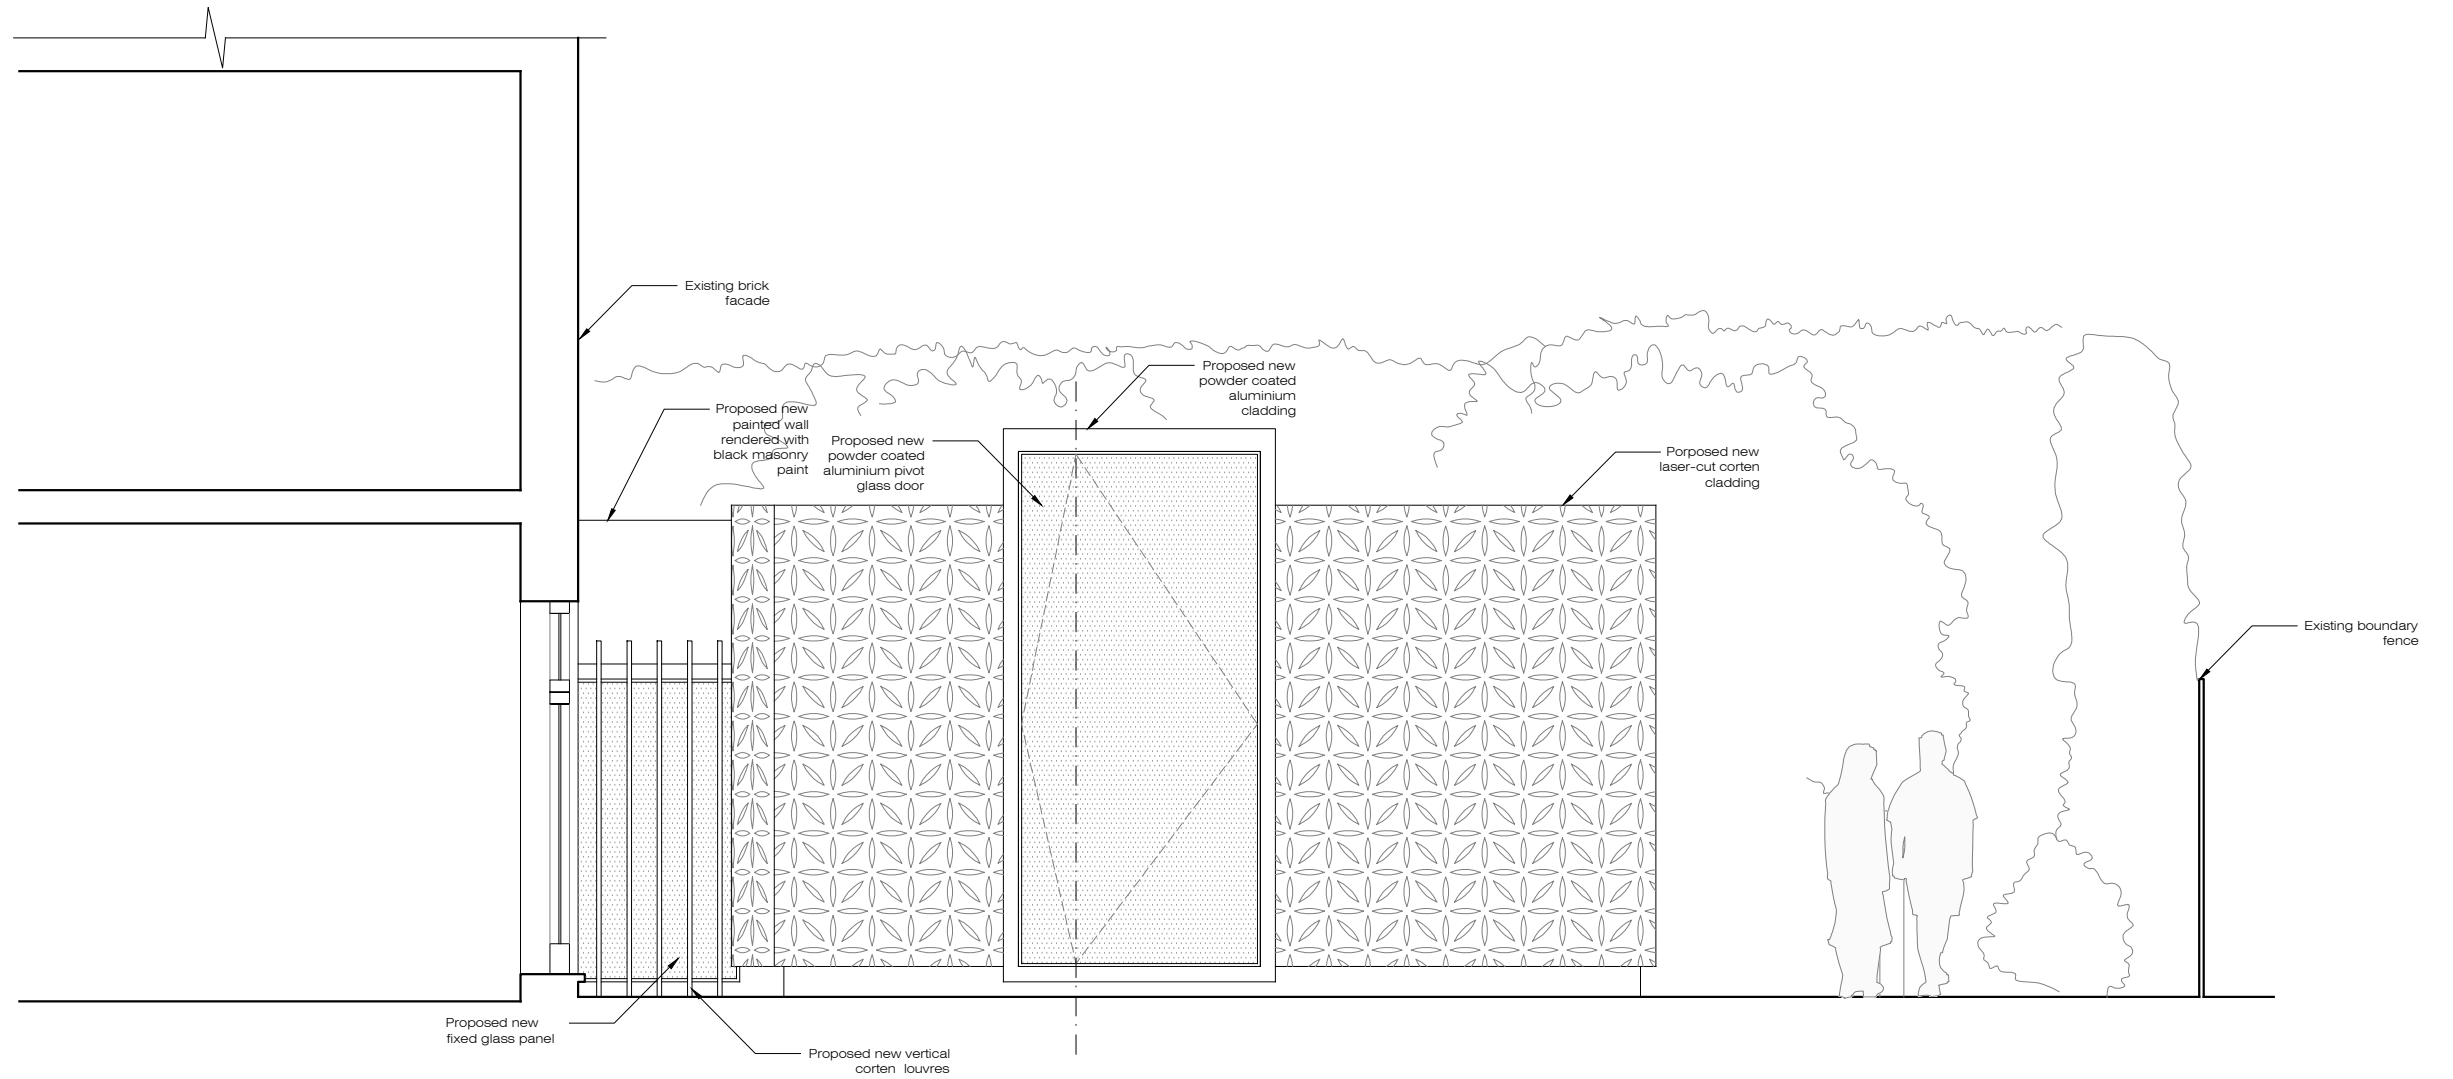 Existing brick
facade
Proposed new
powder coated
aluminium
cladding
Proposed new
painted wall
rendered with
black masonry
paint
Proposed new
powder coated
aluminium pivot
glass door
Porposed new
laser-cut corten
cladding
Existing boundary
fence
Proposed new
fixed glass panel
Proposed new vertical
corten louvres